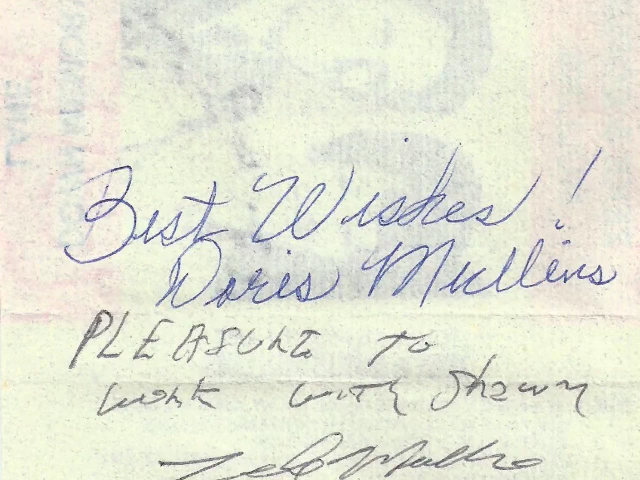 Best Wishes!
Doris Mullins
PLEASURE to
work with Shawn